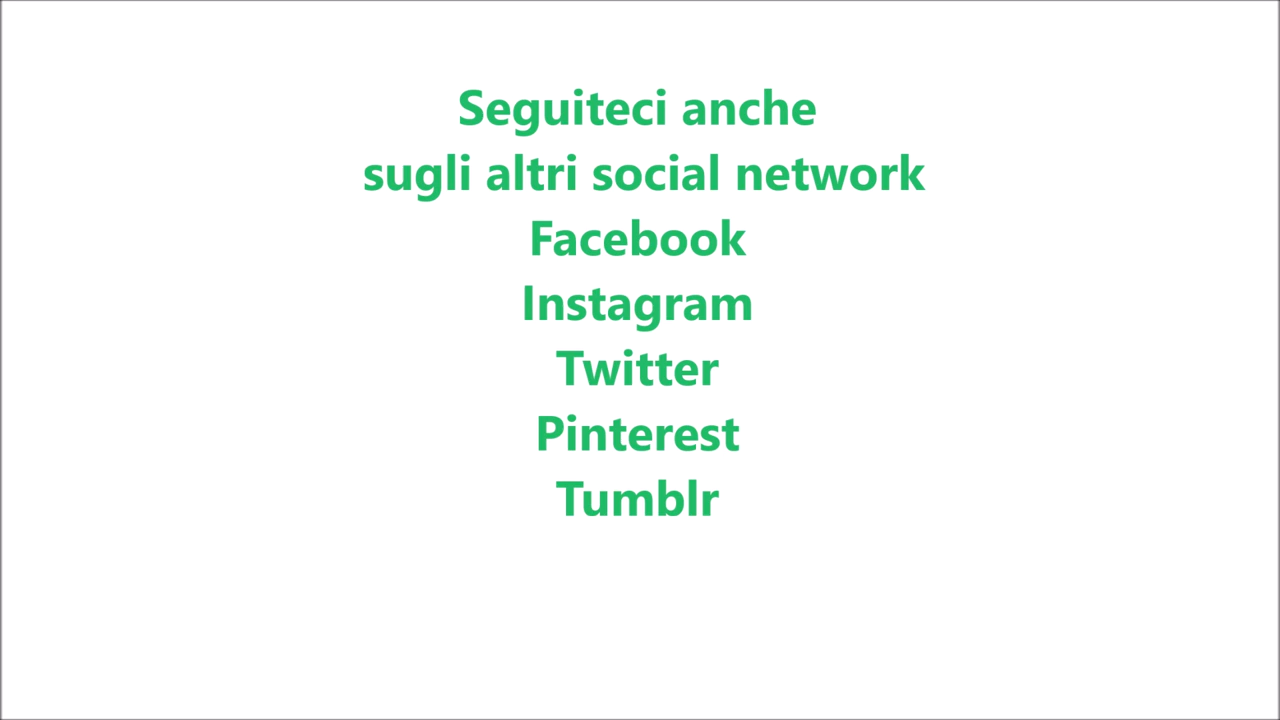 Seguiteci anche
sugli altri social network
Facebook
Instagram
Twitter
Pinterest
Tumblr